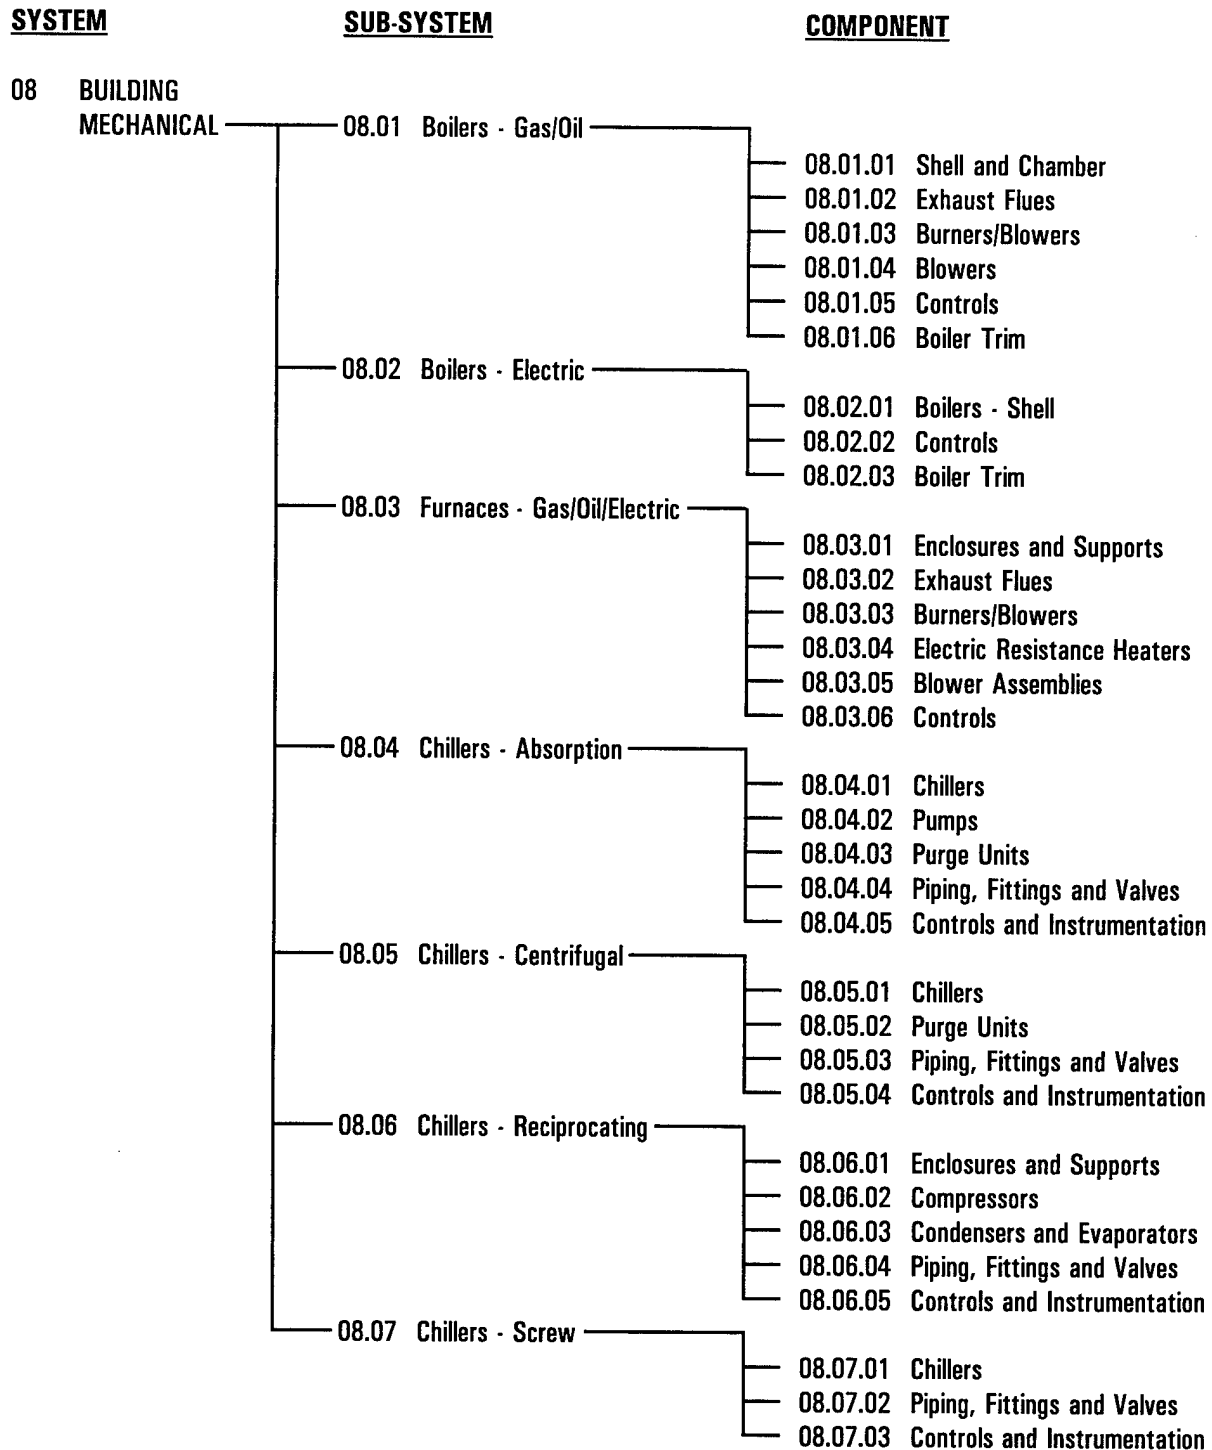 SYSTEM SUB-SYSTEM COMPONENT
08 BUILDING
MECHANICAL 08.01 Boilers - Gas/Oil
08.01.01 Shell and Chamber
08.01.02 Exhaust Flues
08.01.03 Burners/Blowers
08.01.04 Blowers
08.01.05 Controls
08.01.06 Boiler Trim
08.02 Boilers - Electric
08.02.01 Boilers - Shell
08.02.02 Controls
08.02.03 Boiler Trim
08.03 Furnaces - Gas/Oil/Electric
08.03.01 Enclosures and Supports
08.03.02 Exhaust Flues
08.03.03 Burners/Blowers
08.03.04 Electric Resistance Heaters
08.03.05 Blower Assemblies
08.03.06 Controls
08.04 Chillers - Absorption
08.04.01 Chillers
08.04.02 Pumps
08.04.03 Purge Units
08.04.04 Piping, Fittings and Valves
08.04.05 Controls and Instrumentation
08.05 Chillers - Centrifugal
08.05.01 Chillers
08.05.02 Purge Units
08.05.03 Piping, Fittings and Valves
08.05.04 Controls and Instrumentation
08.06 Chillers - Reciprocating
08.06.01 Enclosures and Supports
08.06.02 Compressors
08.06.03 Condensers and Evaporators
08.06.04 Piping, Fittings and Valves
08.06.05 Controls and Instrumentation
08.07 Chillers - Screw
08.07.01 Chillers
08.07.02 Piping, Fittings and Valves
08.07.03 Controls and Instrumentation